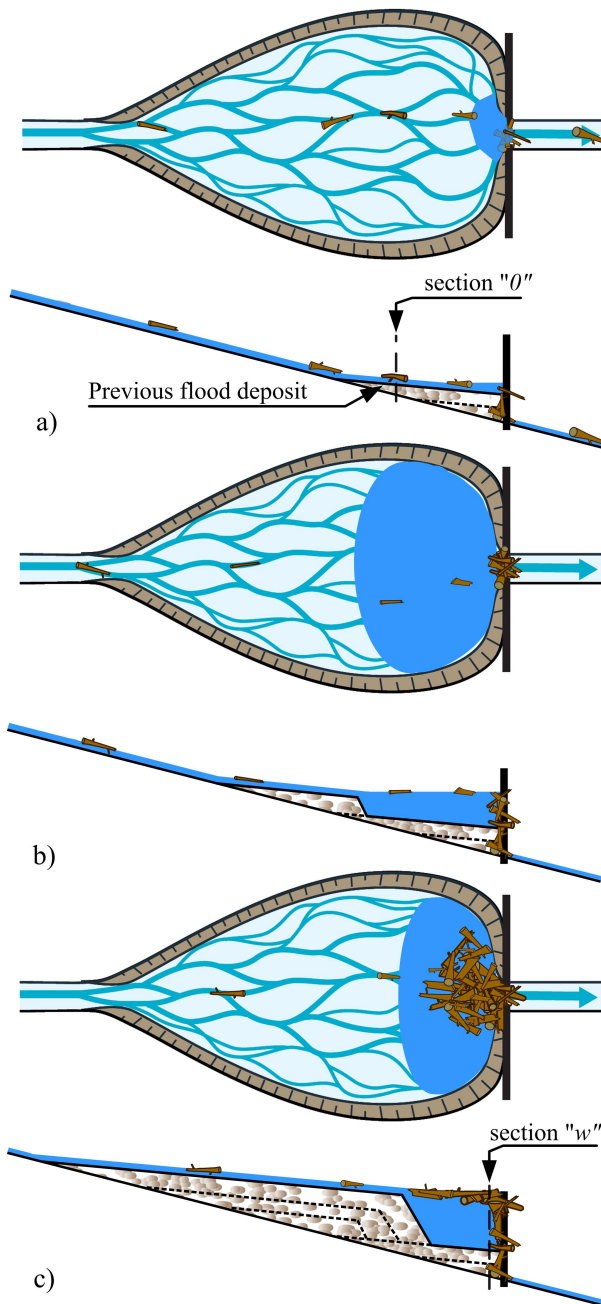 section "0"
Previous flood deposit
a)
b)
section "w"
c)